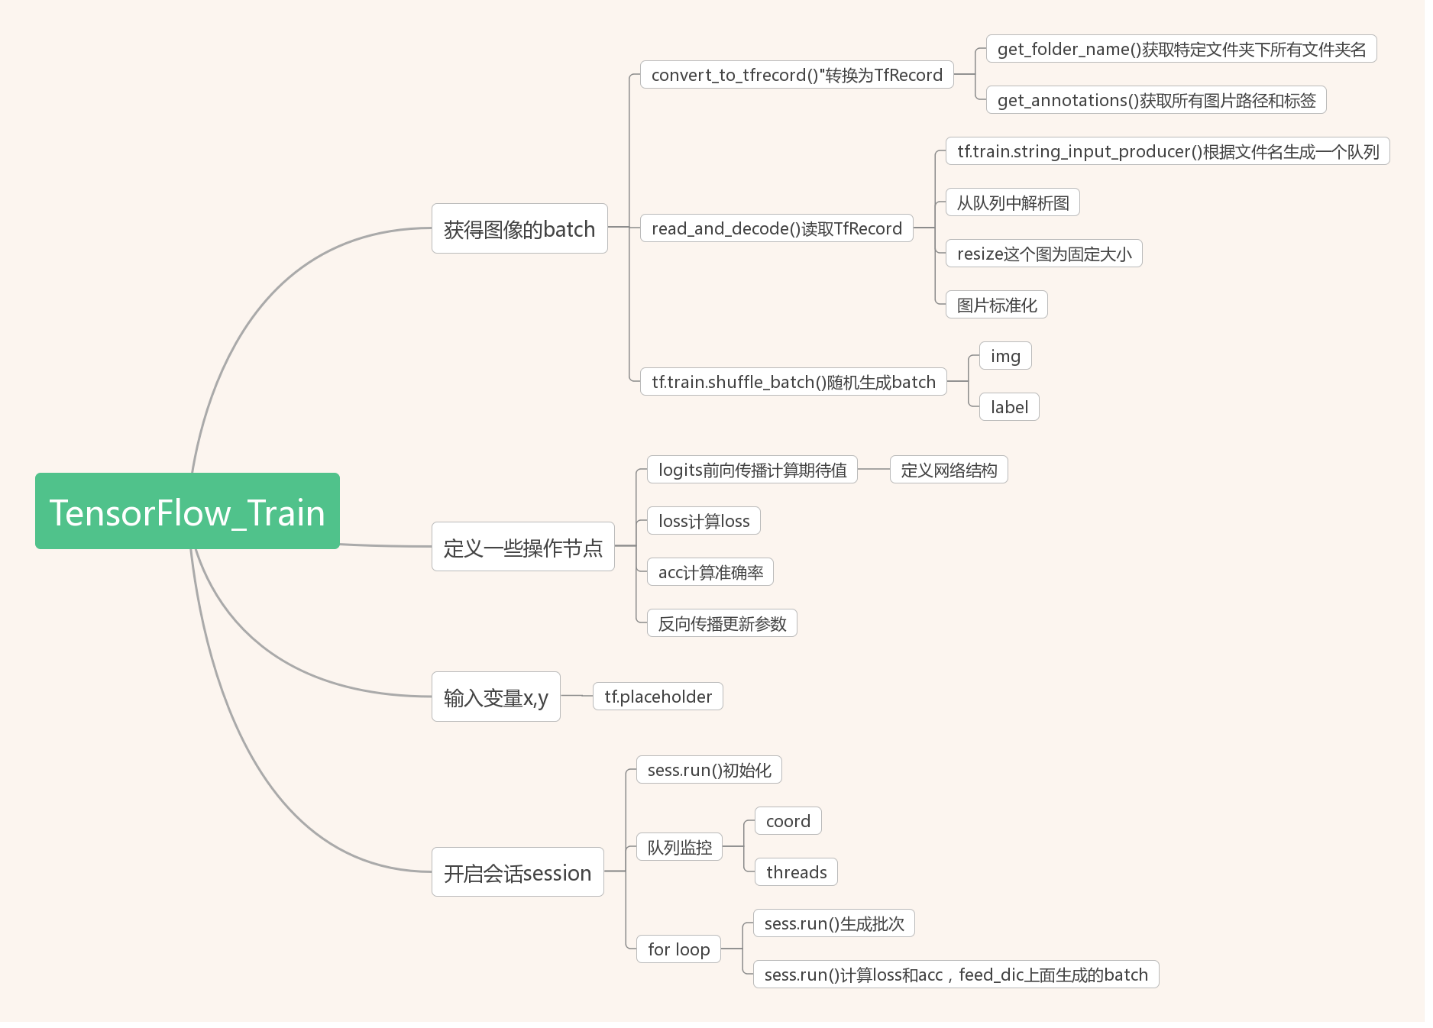 TensorFlow_Train
获得图像的batch
convert_to_tfrecord()"转换为TfRecord
get_folder_name()获取特定文件夹下所有文件夹名
get_annotations()获取所有图片路径和标签
read_and_decode()读取TfRecord
tf.train.string_input_producer()根据文件名生成一个队列
从队列中解析图
resize这个图为固定大小
图片标准化
tf.train.shuffle_batch()随机生成batch
img
label
定义一些操作节点
logits前向传播计算期待值
定义网络结构
loss计算loss
acc计算准确率
反向传播更新参数
输入变量x,y
tf.placeholder
开启会话session
sess.run()初始化
队列监控
coord
threads
for loop
sess.run()生成批次
sess.run()计算loss和acc，feed_dic上面生成的batch